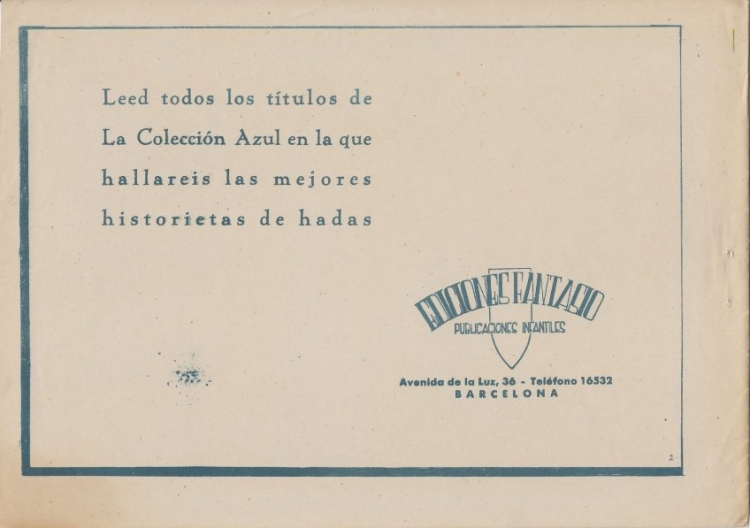 Leed todos los títulos de
La Colección Azul en la que
hallareis las mejores
historietas de hadas
EDICIONES FANTASIO
PUBLICACIONES INFANTILES
Avenida de la Luz, 36 - Teléfono 16532
BARCELONA
2